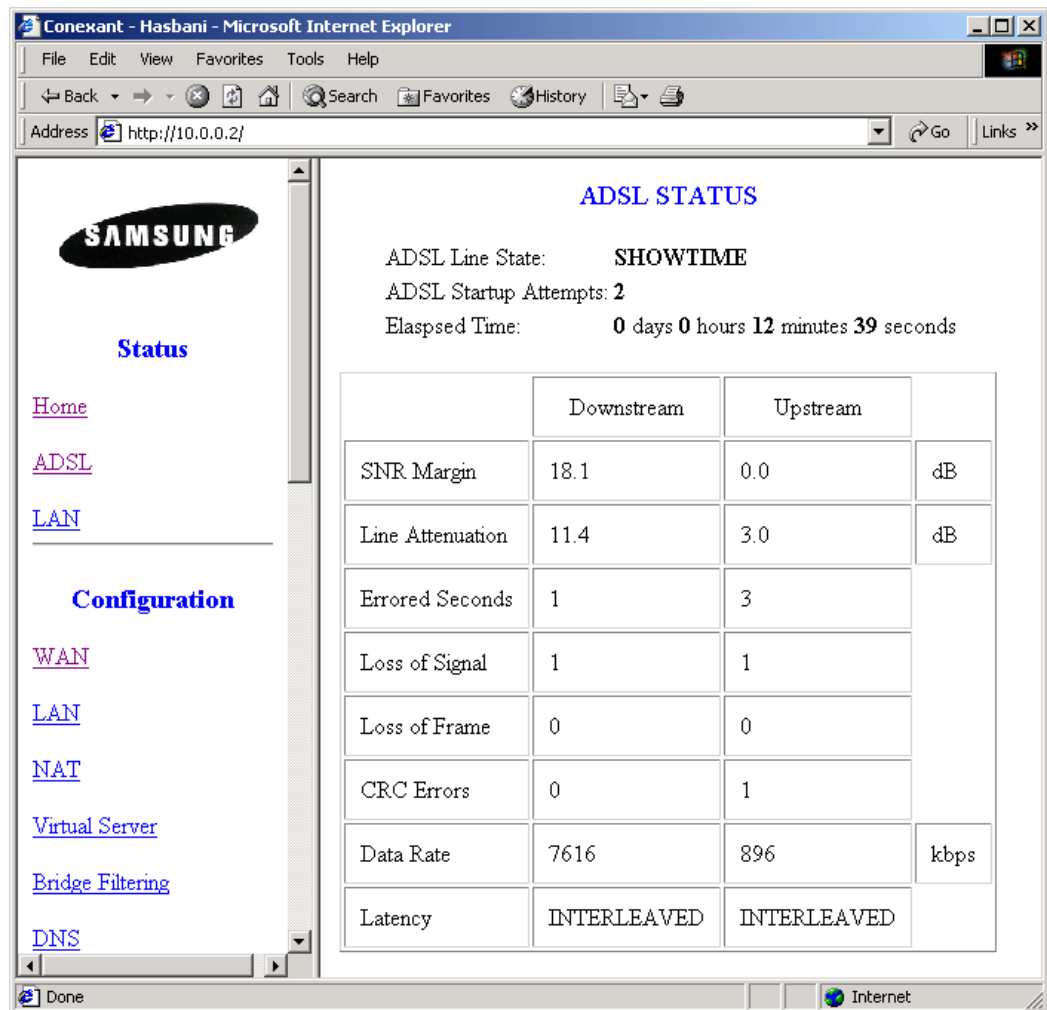 Conexant - Hasbani - Microsoft Internet Explorer
File Edit View Favorites Tools Help
Back Search Favorites History
Address http://10.0.0.2/ Go Links »
SAMSUNG
Status
Home
ADSL
LAN
Configuration
WAN
LAN
NAT
Virtual Server
Bridge Filtering
DNS
ADSL STATUS
ADSL Line State: SHOWTIME
ADSL Startup Attempts: 2
Elaspsed Time: 0 days 0 hours 12 minutes 39 seconds
Downstream Upstream
SNR Margin 18.1 0.0 dB
Line Attenuation 11.4 3.0 dB
Errored Seconds 1 3
Loss of Signal 1 1
Loss of Frame 0 0
CRC Errors 0 1
Data Rate 7616 896 kbps
Latency INTERLEAVED INTERLEAVED
Done Internet